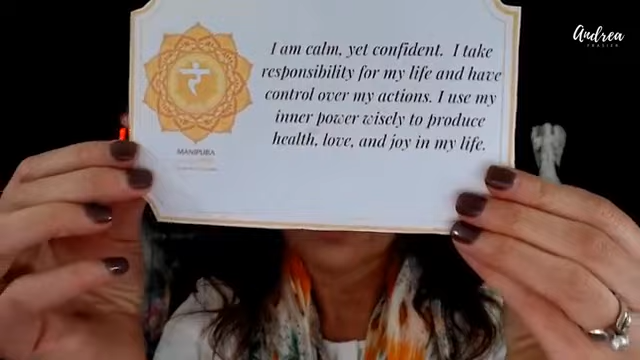 Andrea
FRASIER
I am calm, yet confident. I take
responsibility for my life and have
control over my actions. I use my
inner power wisely to produce
health, love, and joy in my life.
MANIPURA